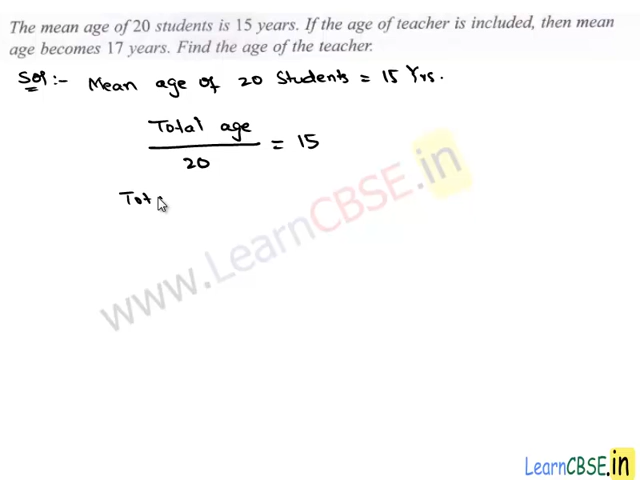 The mean age of 20 students is 15 years. If the age of teacher is included, then mean
age becomes 17 years. Find the age of the teacher.
Sol :- Mean age of 20 Students = 15 Yrs.
Total age
20
= 15
Tot
www.LearnCBSE.in
LearnCBSE.in